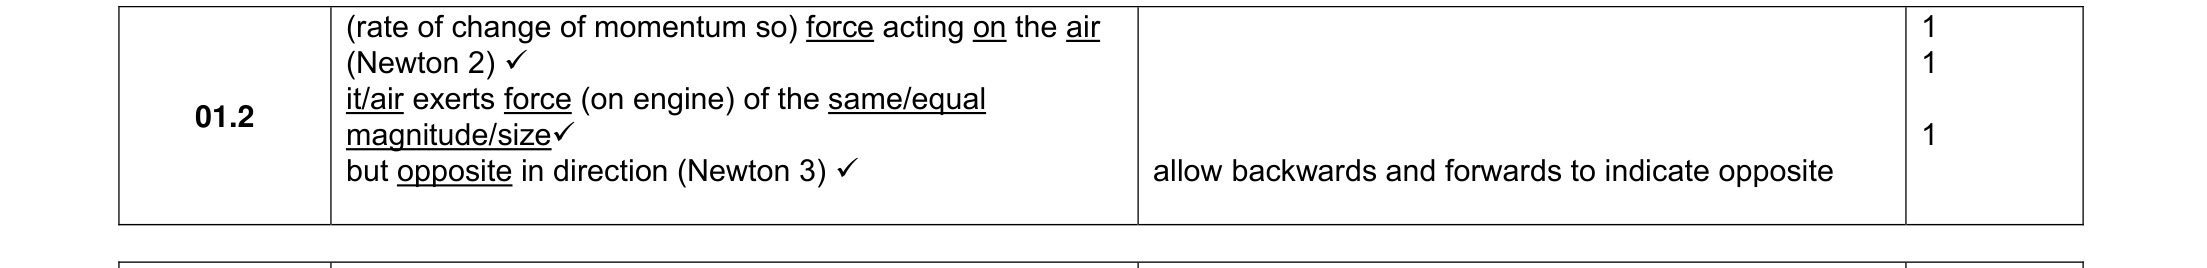 01.2
(rate of change of momentum so) force acting on the air
(Newton 2) ✓
it/air exerts force (on engine) of the same/equal
magnitude/size✓
but opposite in direction (Newton 3) ✓
allow backwards and forwards to indicate opposite
1
1
1